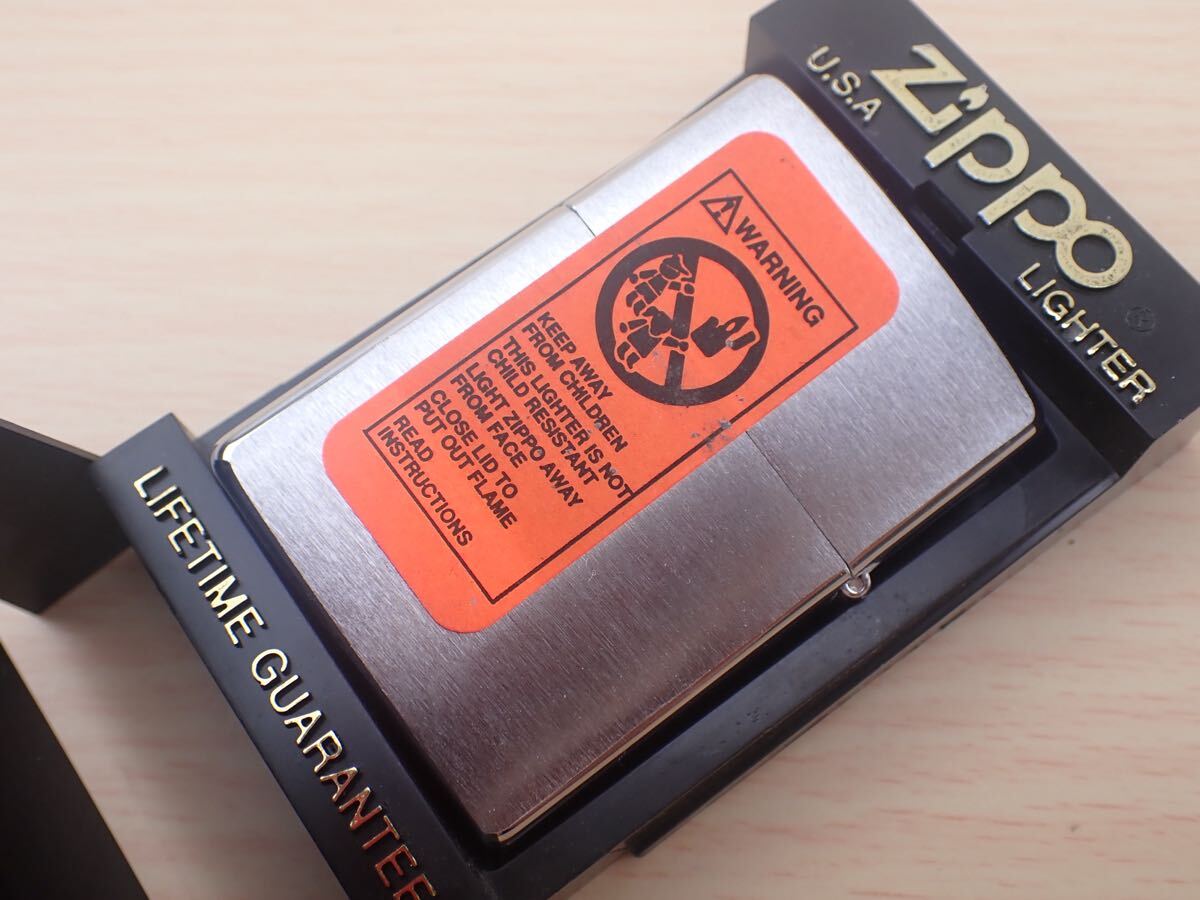 U.S.A
Zippo
®
LIGHTER
WARNING
KEEP AWAY
FROM CHILDREN
THIS LIGHTER IS NOT
CHILD RESISTANT
LIGHT ZIPPO AWAY
FROM FACE
CLOSE LID TO
PUT OUT FLAME
READ
INSTRUCTIONS
LIFETIME GUARANTEE